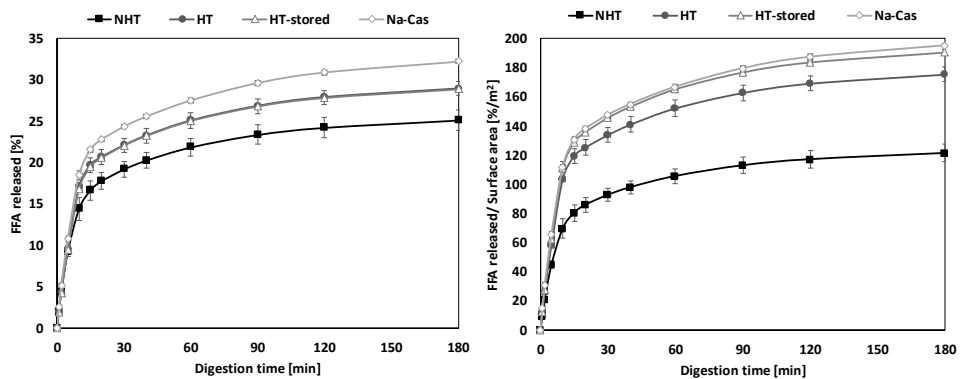 NHT HT HT-stored Na-Cas
35
30
25
20
15
10
5
0
FFA released [%]
0 30 60 90 120 150 180
Digestion time [min]
NHT HT HT-stored Na-Cas
200
180
160
140
120
100
80
60
40
20
0
FFA released/ Surface area [%/m²]
0 30 60 90 120 150 180
Digestion time [min]